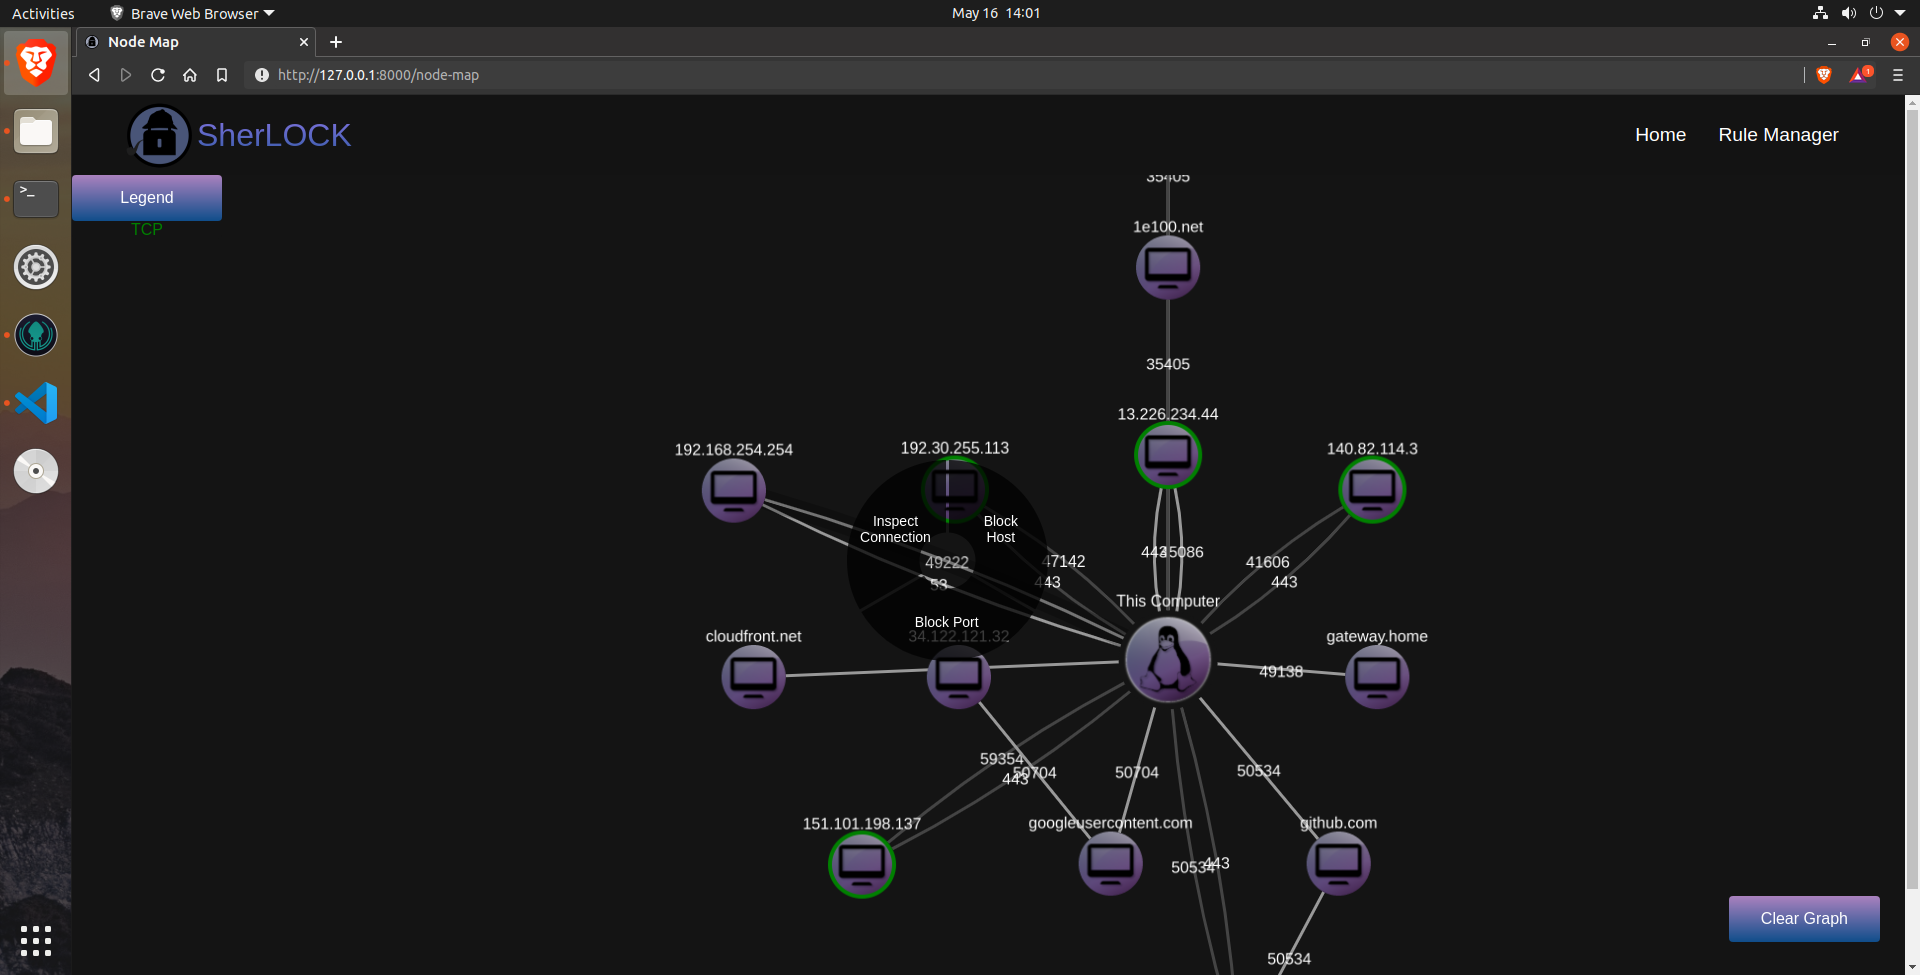 Activities
Brave Web Browser
May 16 14:01
Node Map
http://127.0.0.1:8000/node-map
1
SherLOCK
Home
Rule Manager
Legend
TCP
35405
1e100.net
35405
13.226.234.44
192.168.254.254
192.30.255.113
140.82.114.3
Inspect
Connection
Block
Host
49222
53
47142
443
443
45086
41606
443
This Computer
Block Port
34.122.121.32
cloudfront.net
gateway.home
49138
59354
443
50704
50704
50534
151.101.198.137
googleusercontent.com
github.com
50534
443
Clear Graph
50534